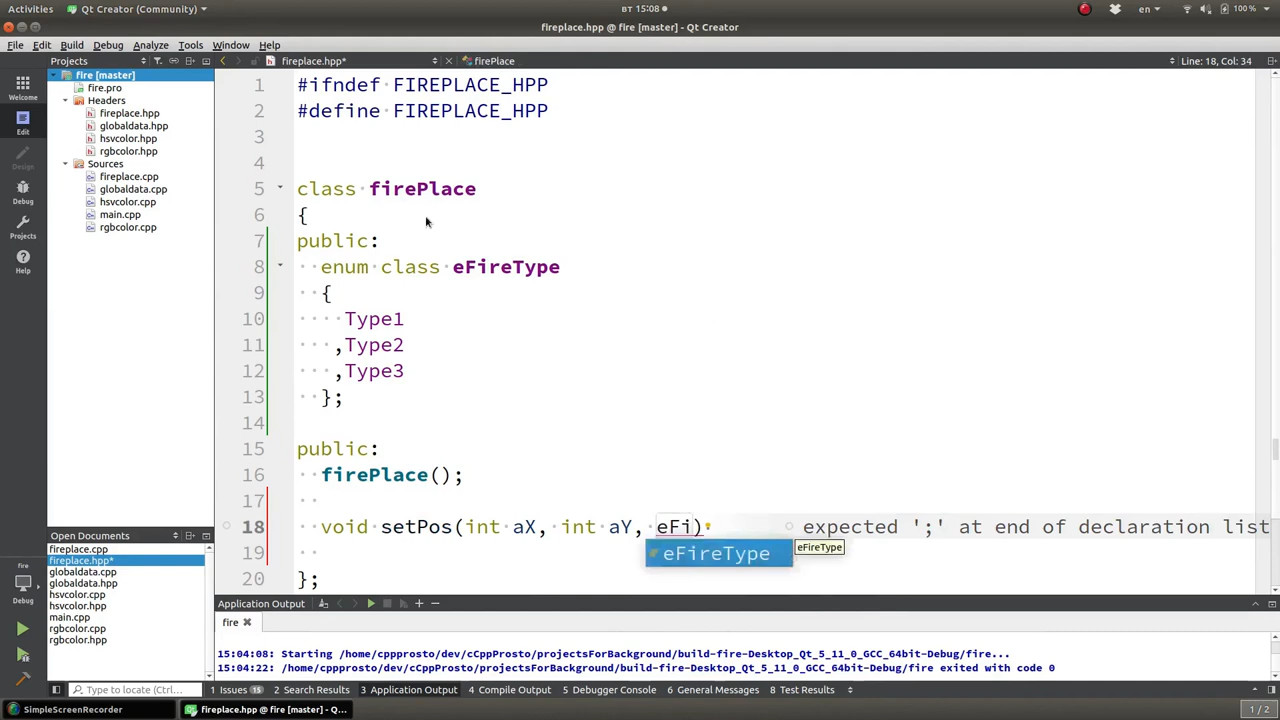 Activities
Qt Creator (Community)
Вт 15:08
en
100 %
fireplace.hpp @ fire [master] - Qt Creator
File Edit Build Debug Analyze Tools Window Help
Projects
fireplace.hpp*
firePlace
Line: 18, Col: 34
Welcome
Edit
Design
Debug
Projects
Help
fire
Debug
fire [master]
fire.pro
Headers
fireplace.hpp
globaldata.hpp
hsvcolor.hpp
rgbcolor.hpp
Sources
fireplace.cpp
globaldata.cpp
hsvcolor.cpp
main.cpp
rgbcolor.cpp
Open Documents
fireplace.cpp
fireplace.hpp*
globaldata.cpp
globaldata.hpp
hsvcolor.cpp
hsvcolor.hpp
main.cpp
rgbcolor.cpp
rgbcolor.hpp
1 #ifndef FIREPLACE_HPP
2 #define FIREPLACE_HPP
3
4
5 class firePlace
6 {
7 public:
8 enum class eFireType
9 {
10 Type1
11 ,Type2
12 ,Type3
13 };
14
15 public:
16 firePlace();
17
18 void setPos(int aX, int aY, eFi) expected ';' at end of declaration list
eFireType
eFireType
19
20 };
Application Output
fire
15:04:08: Starting /home/cppprosto/dev/cCppProsto/projectsForBackground/build-fire-Desktop_Qt_5_11_0_GCC_64bit-Debug/fire...
15:04:22: /home/cppprosto/dev/cCppProsto/projectsForBackground/build-fire-Desktop_Qt_5_11_0_GCC_64bit-Debug/fire exited with code 0
Type to locate (Ctrl...
1 Issues 15 2 Search Results 3 Application Output 4 Compile Output 5 Debugger Console 6 General Messages 8 Test Results
SimpleScreenRecorder
fireplace.hpp @ fire [master] - Q...
1 / 2